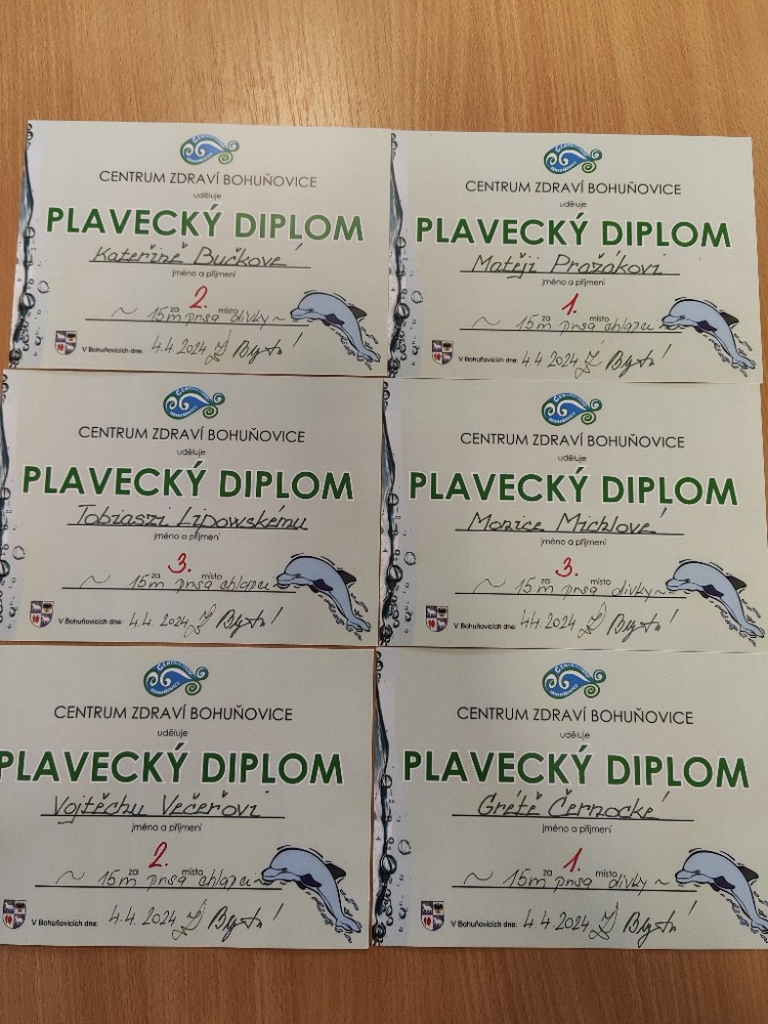 CENTRUM ZDRAVÍ BOHUŇOVICE
uděluje
PLAVECKÝ DIPLOM
Kateřině Bučkové
jméno a příjmení
2.
za místo
~ 15m prsa dívky ~
V Bohuňovicích dne: 4.4.2024
CENTRUM ZDRAVÍ BOHUŇOVICE
uděluje
PLAVECKÝ DIPLOM
Matěji Pražákovi
jméno a příjmení
1.
za místo
~ 15m prsa chlapci
V Bohuňovicích dne: 4.4.2024
CENTRUM ZDRAVÍ BOHUŇOVICE
uděluje
PLAVECKÝ DIPLOM
Tobiaszi Lipowskému
jméno a příjmení
3.
za místo
~ 15m prsa chlapci
V Bohuňovicích dne: 4.4.2024
CENTRUM ZDRAVÍ BOHUŇOVICE
uděluje
PLAVECKÝ DIPLOM
Monice Michlové
jméno a příjmení
3.
za místo
~ 15m prsa dívky ~
V Bohuňovicích dne: 4.4.2024
CENTRUM ZDRAVÍ BOHUŇOVICE
uděluje
PLAVECKÝ DIPLOM
Vojtěchu Večeřovi
jméno a příjmení
2.
za místo
~ 15m prsa chlapci ~
V Bohuňovicích dne: 4.4.2024
CENTRUM ZDRAVÍ BOHUŇOVICE
uděluje
PLAVECKÝ DIPLOM
Grétě Černocké
jméno a příjmení
1.
za místo
~ 15m prsa dívky ~
V Bohuňovicích dne: 4.4.2024